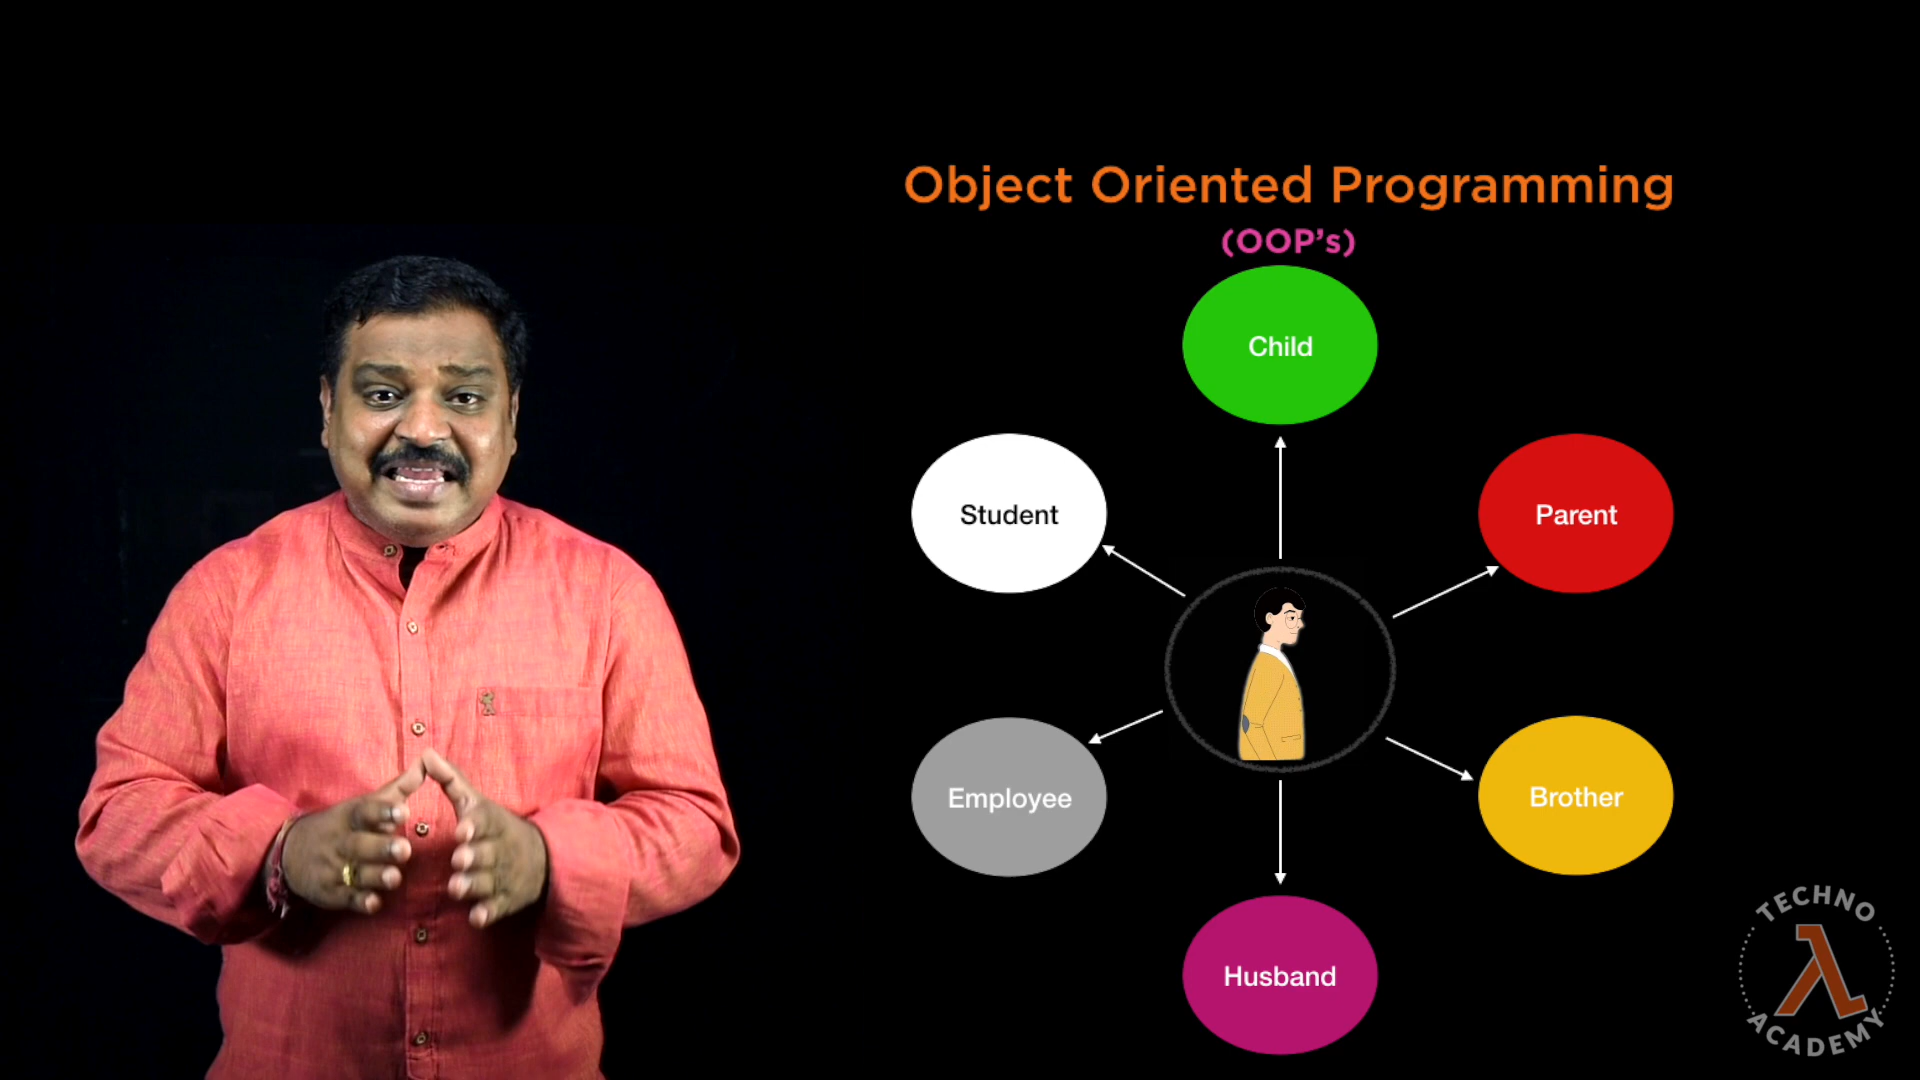 Object Oriented Programming
(OOP's)
Child
Student
Parent
Employee
Brother
Husband
TECHNO
ACADEMY